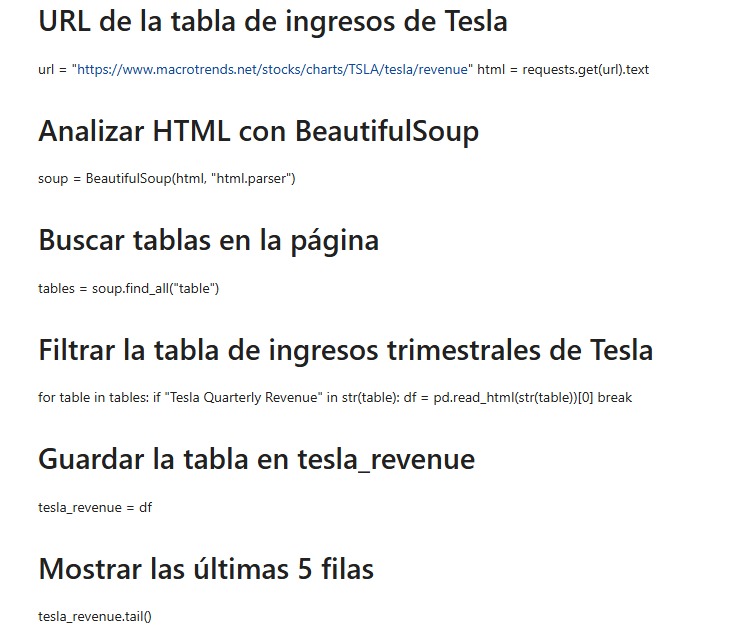 URL de la tabla de ingresos de Tesla
url = "https://www.macrotrends.net/stocks/charts/TSLA/tesla/revenue" html = requests.get(url).text
Analizar HTML con BeautifulSoup
soup = BeautifulSoup(html, "html.parser")
Buscar tablas en la página
tables = soup.find_all("table")
Filtrar la tabla de ingresos trimestrales de Tesla
for table in tables: if "Tesla Quarterly Revenue" in str(table): df = pd.read_html(str(table))[0] break
Guardar la tabla en tesla_revenue
tesla_revenue = df
Mostrar las últimas 5 filas
tesla_revenue.tail()